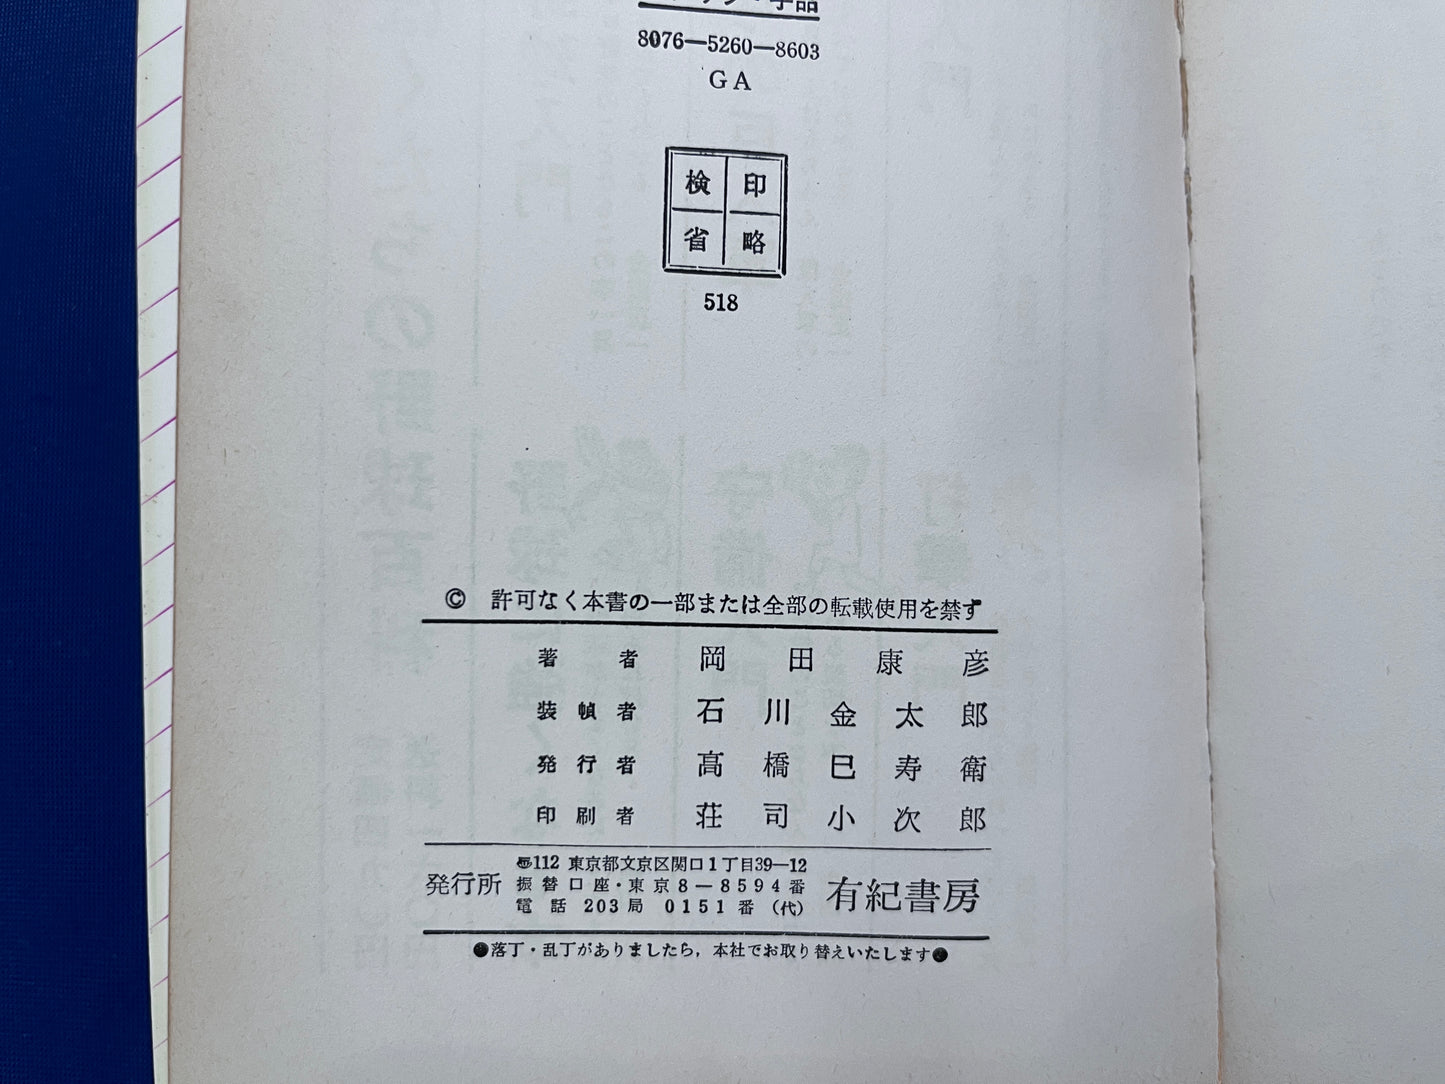 8076—5260—8603
GA
検印
省略
518
© 許可なく本書の一部または全部の転載使用を禁ず
著者 岡田康彦
装幀者 石川金太郎
発行者 髙橋巳寿衛
印刷者 荘司小次郎
発行所 〠112 東京都文京区関口1丁目39—12
振替口座・東京8—8594番
電話 203局 0151番 (代)
有紀書房
●落丁・乱丁がありましたら，本社でお取り替えいたします●